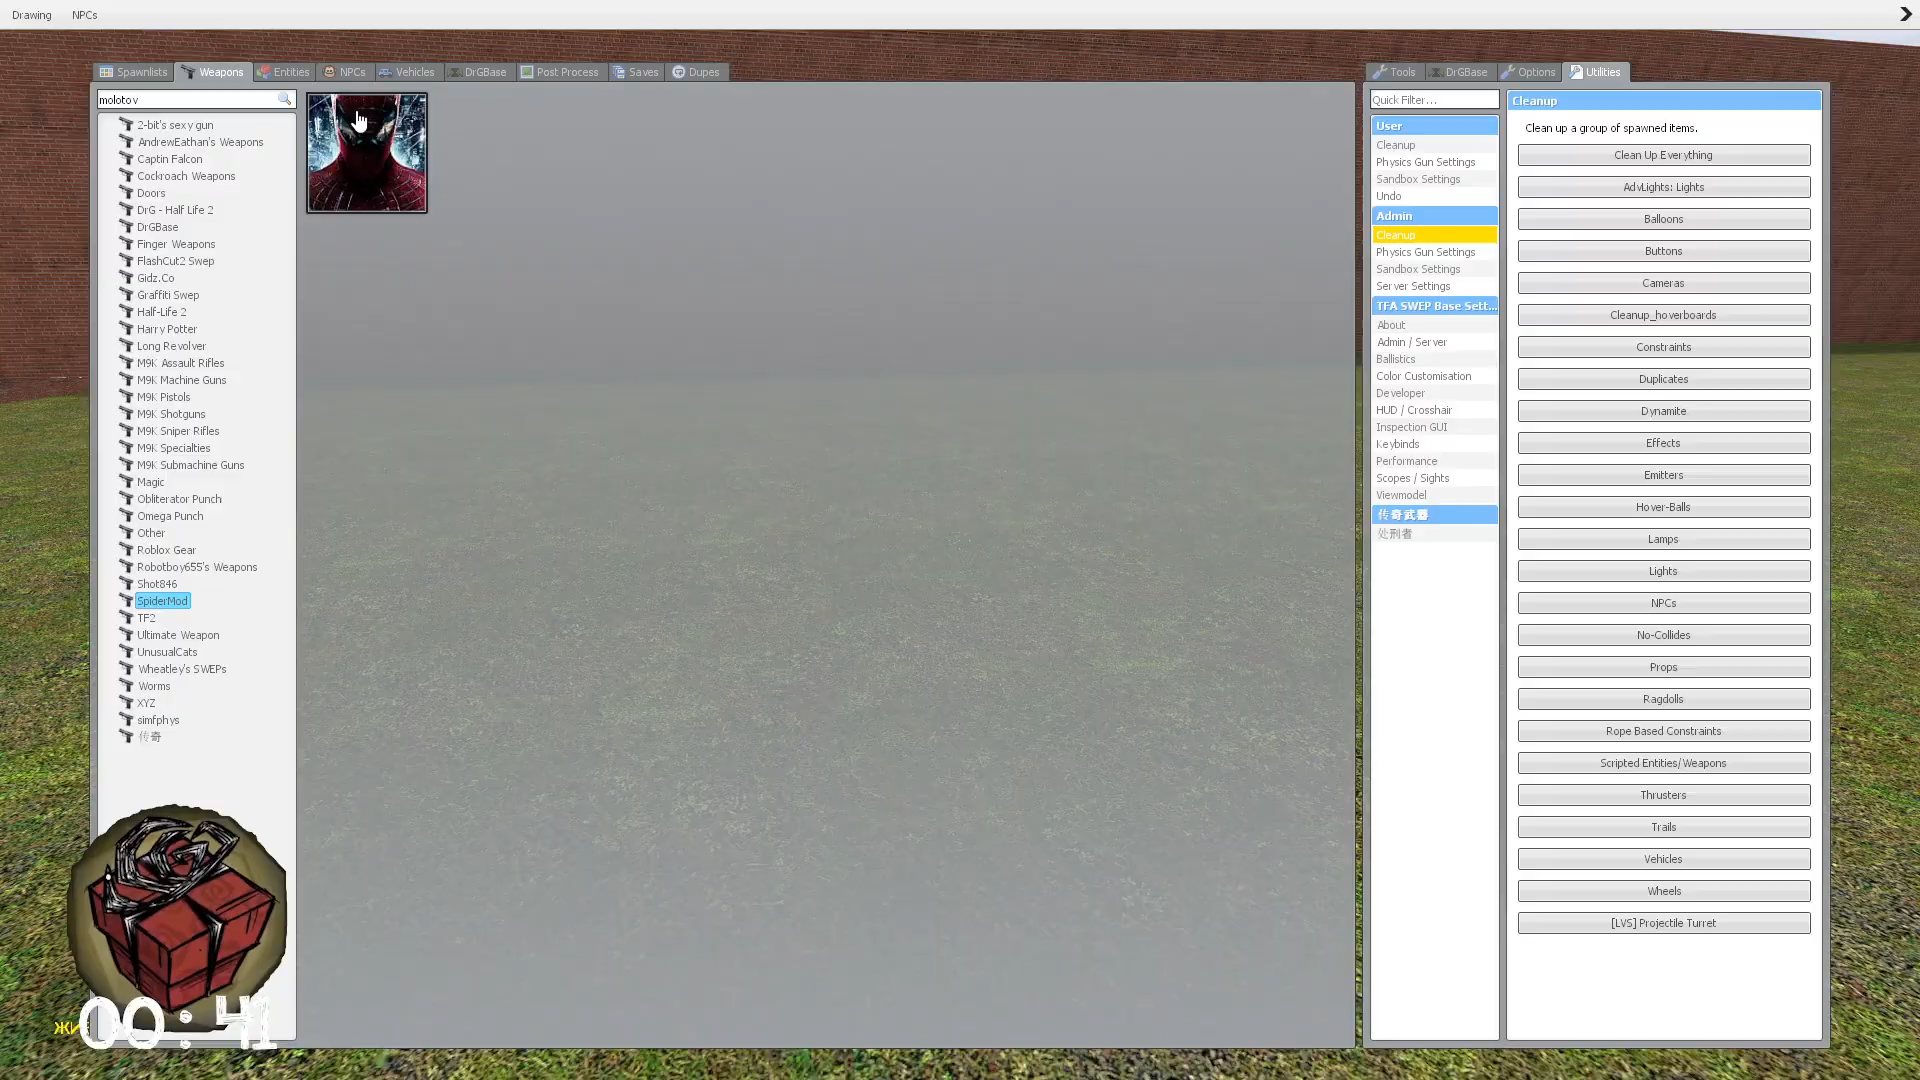 Drawing NPCs
Spawnlists Weapons Entities NPCs Vehicles DrGBase Post Process Saves Dupes
Tools DrGBase Options Utilities
molotov
2-bit's sexy gun
AndrewEathan's Weapons
Captin Falcon
Cockroach Weapons
Doors
DrG - Half Life 2
DrGBase
Finger Weapons
FlashCut2 Swep
Gidz.Co
Graffiti Swep
Half-Life 2
Harry Potter
Long Revolver
M9K Assault Rifles
M9K Machine Guns
M9K Pistols
M9K Shotguns
M9K Sniper Rifles
M9K Specialties
M9K Submachine Guns
Magic
Obliterator Punch
Omega Punch
Other
Roblox Gear
Robotboy655's Weapons
Shot846
SpiderMod
TF2
Ultimate Weapon
UnusualCats
Wheatley's SWEPs
Worms
XYZ
simfphys
传奇
00:41
Quick Filter...
User
Cleanup
Physics Gun Settings
Sandbox Settings
Undo
Admin
Cleanup
Physics Gun Settings
Sandbox Settings
Server Settings
TFA SWEP Base Sett...
About
Admin / Server
Ballistics
Color Customisation
Developer
HUD / Crosshair
Inspection GUI
Keybinds
Performance
Scopes / Sights
Viewmodel
传奇武器
处刑者
Cleanup
Clean up a group of spawned items.
Clean Up Everything
AdvLights: Lights
Balloons
Buttons
Cameras
Cleanup_hoverboards
Constraints
Duplicates
Dynamite
Effects
Emitters
Hover-Balls
Lamps
Lights
NPCs
No-Collides
Props
Ragdolls
Rope Based Constraints
Scripted Entities/Weapons
Thrusters
Trails
Vehicles
Wheels
[LVS] Projectile Turret